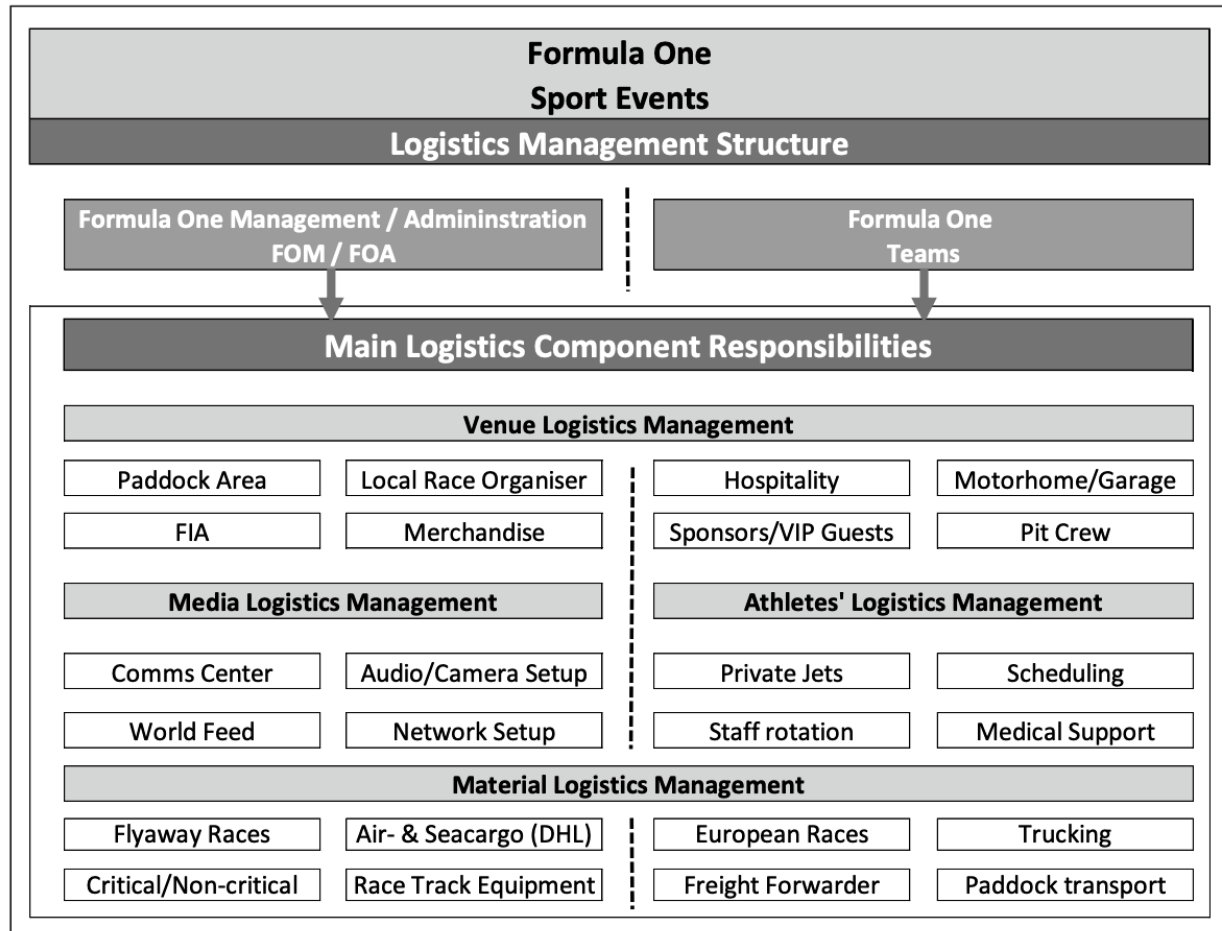 Formula One
Sport Events
Logistics Management Structure
Formula One Management / Admininstration
FOM / FOA
Formula One
Teams
Main Logistics Component Responsibilities
Venue Logistics Management
Paddock Area
Local Race Organiser
Hospitality
Motorhome/Garage
FIA
Merchandise
Sponsors/VIP Guests
Pit Crew
Media Logistics Management
Athletes' Logistics Management
Comms Center
Audio/Camera Setup
Private Jets
Scheduling
World Feed
Network Setup
Staff rotation
Medical Support
Material Logistics Management
Flyaway Races
Air- & Seacargo (DHL)
European Races
Trucking
Critical/Non-critical
Race Track Equipment
Freight Forwarder
Paddock transport